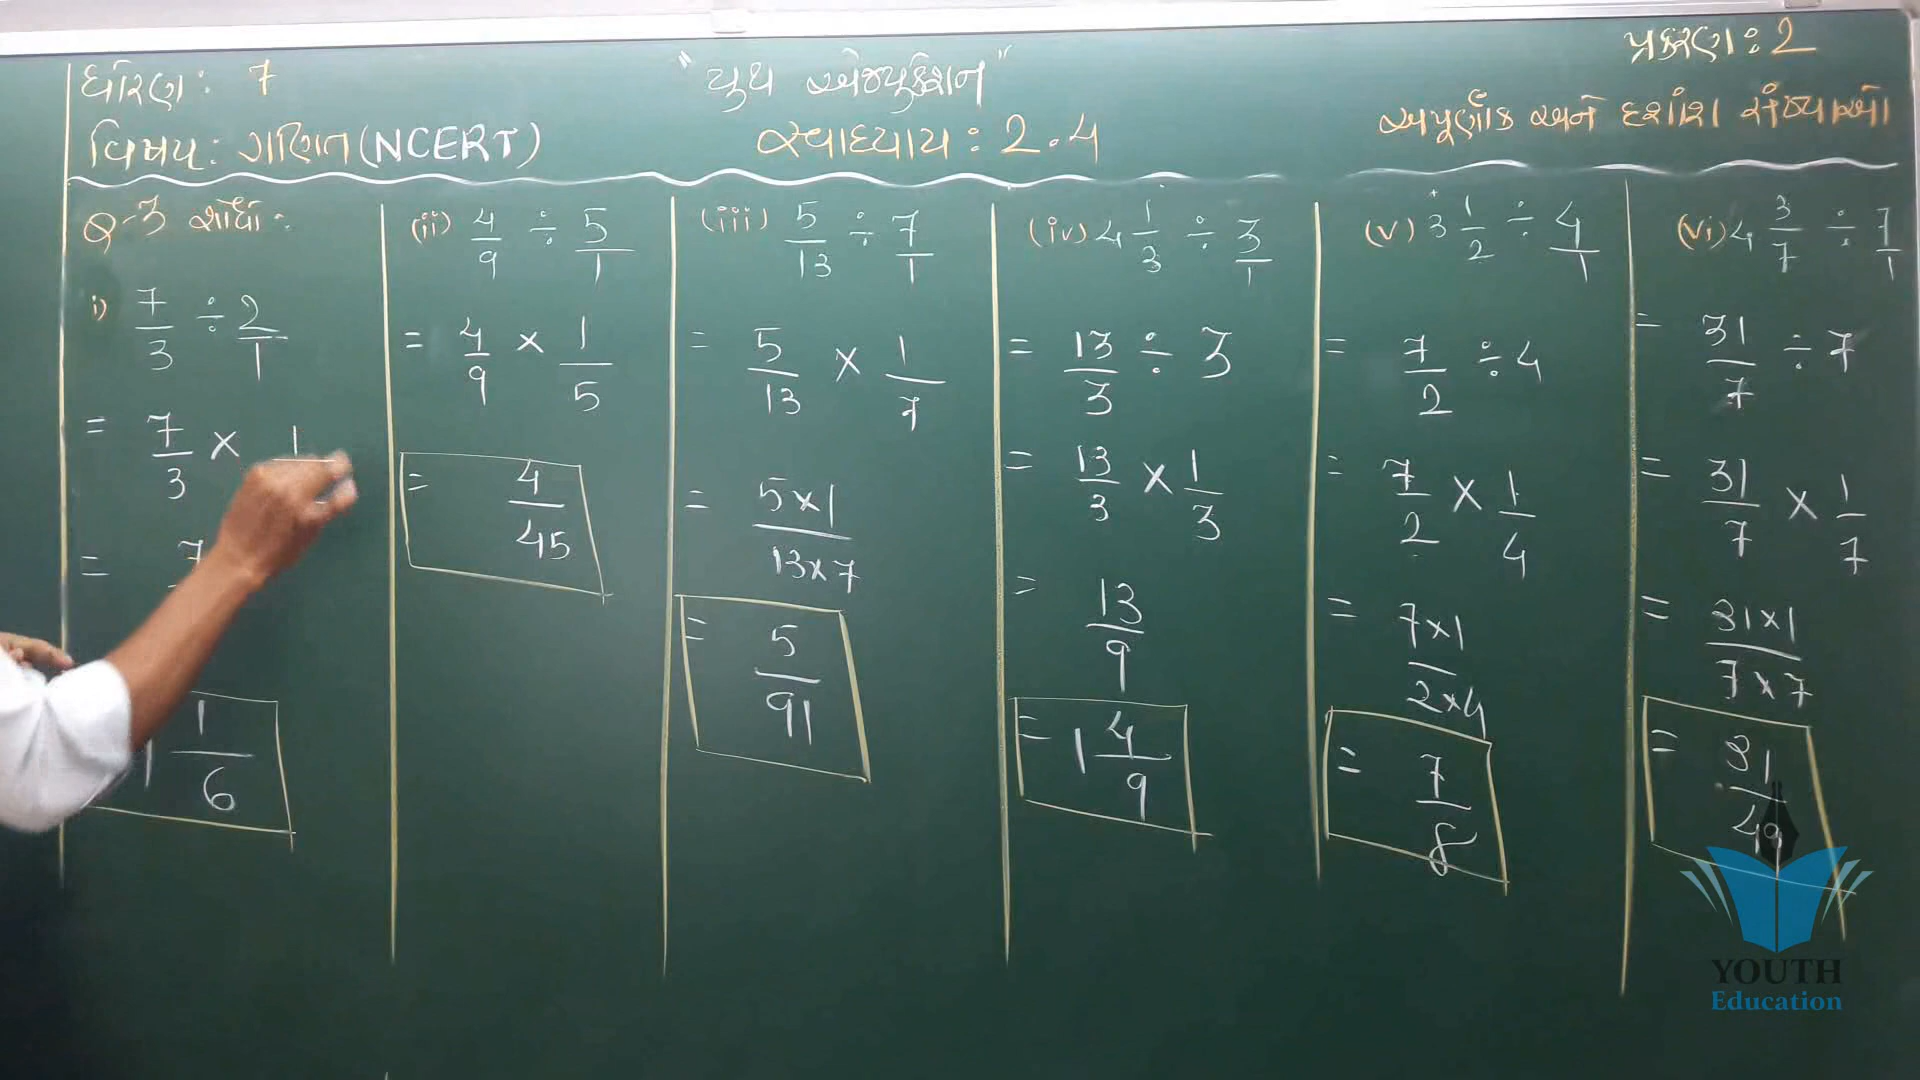 ધોરણ : 7
"યુથ એજ્યુકેશન"
પ્રકરણ : 2
વિષય : ગણિત (NCERT)
સ્વાધ્યાય : 2.4
અપૂર્ણાંક અને દશાંશ સંખ્યાઓ
Q-3 શોધો :
i) 7/3 ÷ 2/1
= 7/3 × 1
= 7
1 1/6
(ii) 4/9 ÷ 5/1
= 4/9 × 1/5
= 4/45
(iii) 5/13 ÷ 7/1
= 5/13 × 1/7
= 5×1/13×7
= 5/91
(iv) 4 1/3 ÷ 3/1
= 13/3 ÷ 3
= 13/3 × 1/3
= 13/9
= 1 4/9
(v) 3 1/2 ÷ 4/1
= 7/2 ÷ 4
= 7/2 × 1/4
= 7×1/2×4
= 7/8
(vi) 4 3/7 ÷ 7/1
= 31/7 ÷ 7
= 31/7 × 1/7
= 31×1/7×7
= 31/49
YOUTH
Education